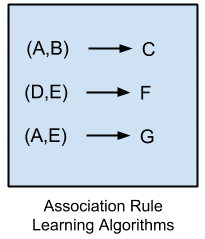 (A,B) → C
(D,E) → F
(A,E) → G
Association Rule
Learning Algorithms